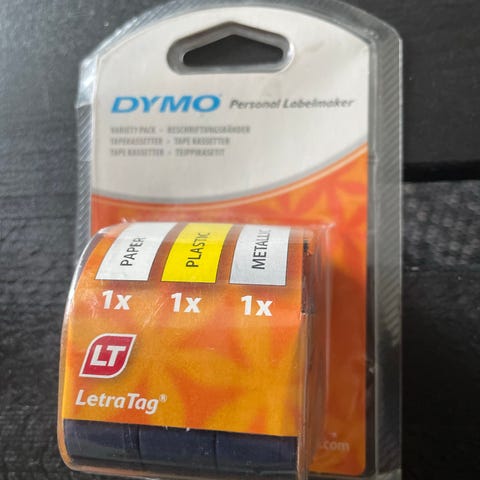 DYMO Personal Labelmaker
VARIETY PACK • BESCHRIFTUNGSBÄNDER
TAPEKASSETTER • TAPE KASSETTER
TAPE KASSETTER • TEIPPIKASETIT
PAPER PLASTIC METALLIC
1x 1x 1x
LT
LetraTag®
.com